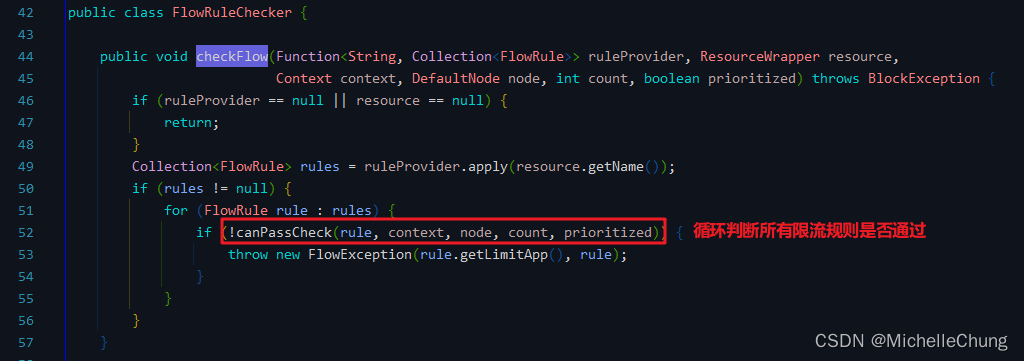 42 public class FlowRuleChecker {
43
44 public void checkFlow(Function<String, Collection<FlowRule>> ruleProvider, ResourceWrapper resource,
45 Context context, DefaultNode node, int count, boolean prioritized) throws BlockException {
46 if (ruleProvider == null || resource == null) {
47 return;
48 }
49 Collection<FlowRule> rules = ruleProvider.apply(resource.getName());
50 if (rules != null) {
51 for (FlowRule rule : rules) {
52 if (!canPassCheck(rule, context, node, count, prioritized)) { 循环判断所有限流规则是否通过
53 throw new FlowException(rule.getLimitApp(), rule);
54 }
55 }
56 }
57 }
CSDN @MichelleChung